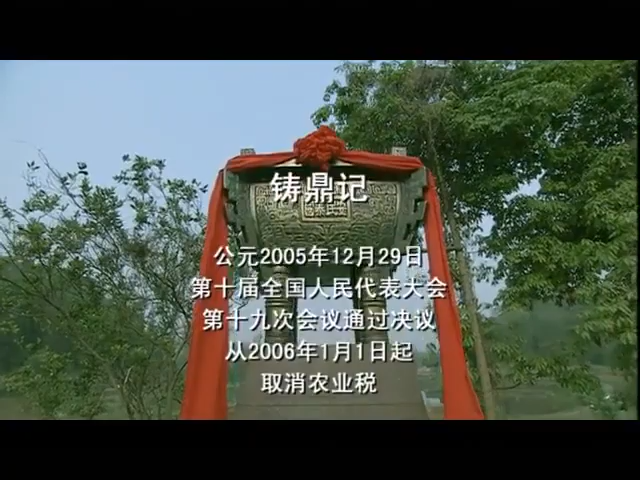 铸鼎记
公元2005年12月29日
第十届全国人民代表大会
第十九次会议通过决议
从2006年1月1日起
取消农业税